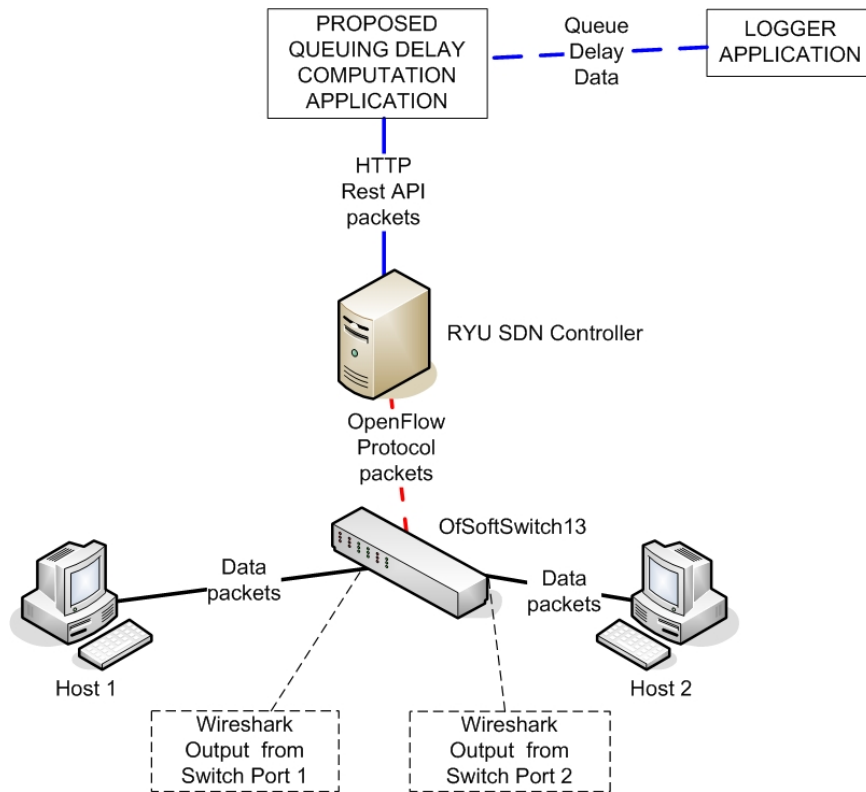 PROPOSED
QUEUING DELAY
COMPUTATION
APPLICATION
Queue
Delay
Data
LOGGER
APPLICATION
HTTP
Rest API
packets
RYU SDN Controller
OpenFlow
Protocol
packets
OfSoftSwitch13
Data
packets
Data
packets
Host 1
Host 2
Wireshark
Output from
Switch Port 1
Wireshark
Output from
Switch Port 2